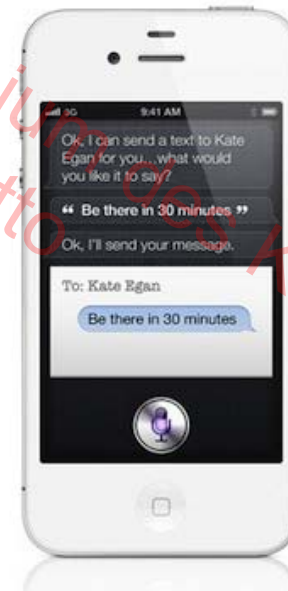 3G 9:41 AM
Ok, I can send a text to Kate
Egan for you...what would
you like it to say?
“ Be there in 30 minutes ”
Ok, I'll send your message.
To: Kate Egan
Be there in 30 minutes
des K